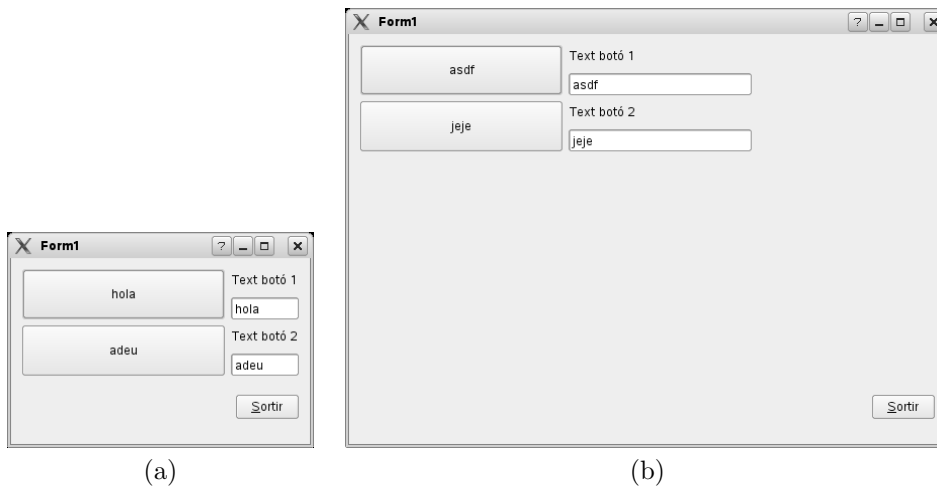 Form1
hola
Text botó 1
hola
adeu
Text botó 2
adeu
Sortir
(a)
Form1
asdf
Text botó 1
asdf
jeje
Text botó 2
jeje
Sortir
(b)